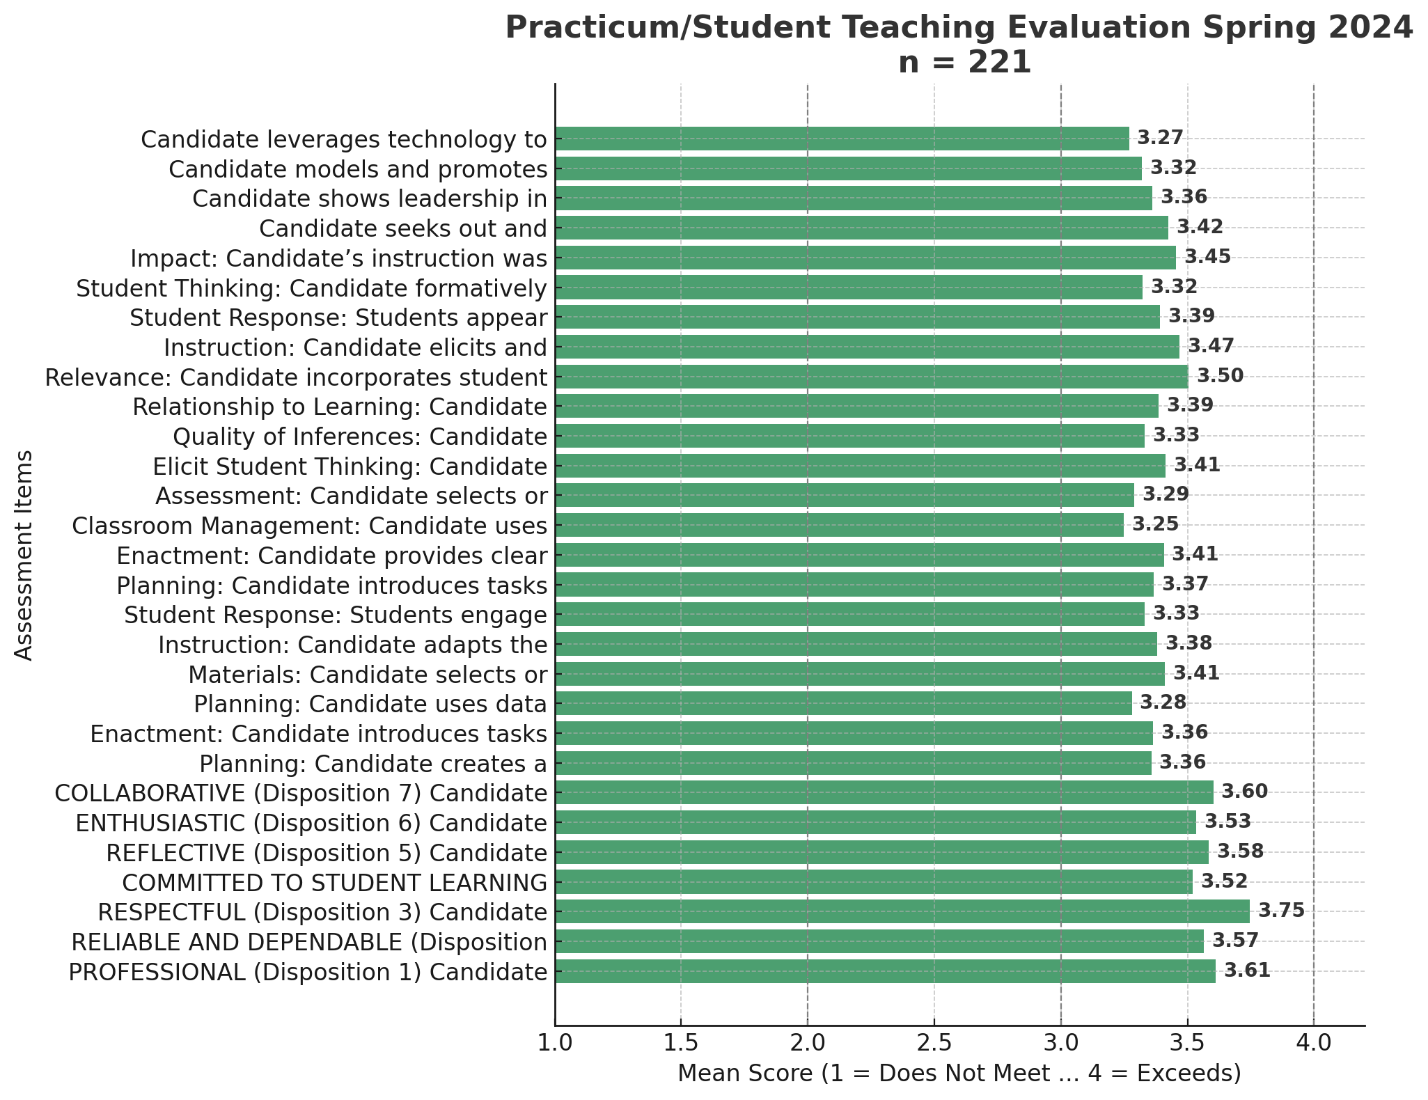 Practicum/Student Teaching Evaluation Spring 2024
n = 221
Assessment Items
Candidate leverages technology to 3.27
Candidate models and promotes 3.32
Candidate shows leadership in 3.36
Candidate seeks out and 3.42
Impact: Candidate’s instruction was 3.45
Student Thinking: Candidate formatively 3.32
Student Response: Students appear 3.39
Instruction: Candidate elicits and 3.47
Relevance: Candidate incorporates student 3.50
Relationship to Learning: Candidate 3.39
Quality of Inferences: Candidate 3.33
Elicit Student Thinking: Candidate 3.41
Assessment: Candidate selects or 3.29
Classroom Management: Candidate uses 3.25
Enactment: Candidate provides clear 3.41
Planning: Candidate introduces tasks 3.37
Student Response: Students engage 3.33
Instruction: Candidate adapts the 3.38
Materials: Candidate selects or 3.41
Planning: Candidate uses data 3.28
Enactment: Candidate introduces tasks 3.36
Planning: Candidate creates a 3.36
COLLABORATIVE (Disposition 7) Candidate 3.60
ENTHUSIASTIC (Disposition 6) Candidate 3.53
REFLECTIVE (Disposition 5) Candidate 3.58
COMMITTED TO STUDENT LEARNING 3.52
RESPECTFUL (Disposition 3) Candidate 3.75
RELIABLE AND DEPENDABLE (Disposition 3.57
PROFESSIONAL (Disposition 1) Candidate 3.61
1.0 1.5 2.0 2.5 3.0 3.5 4.0
Mean Score (1 = Does Not Meet ... 4 = Exceeds)